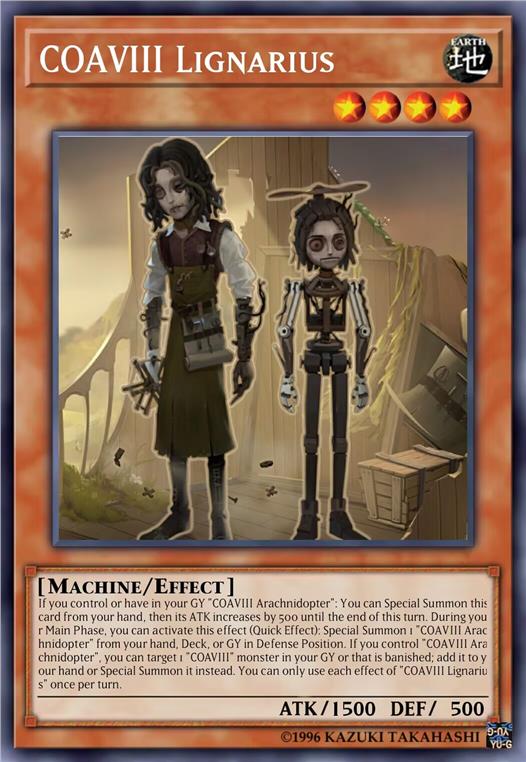 COAVIII LIGNARIUS
EARTH
地
[MACHINE/EFFECT]
If you control or have in your GY "COAVIII Arachnidopter": You can Special Summon this
card from your hand, then its ATK increases by 500 until the end of this turn. During you
r Main Phase, you can activate this effect (Quick Effect): Special Summon 1 "COAVIII Arac
hnidopter" from your hand, Deck, or GY in Defense Position. If you control "COAVIII Ara
chnidopter", you can target 1 "COAVIII" monster in your GY or that is banished; add it to y
our hand or Special Summon it instead. You can only use each effect of "COAVIII Lignariu
s" once per turn.
ATK/1500 DEF/ 500
©1996 KAZUKI TAKAHASHI
YU-G